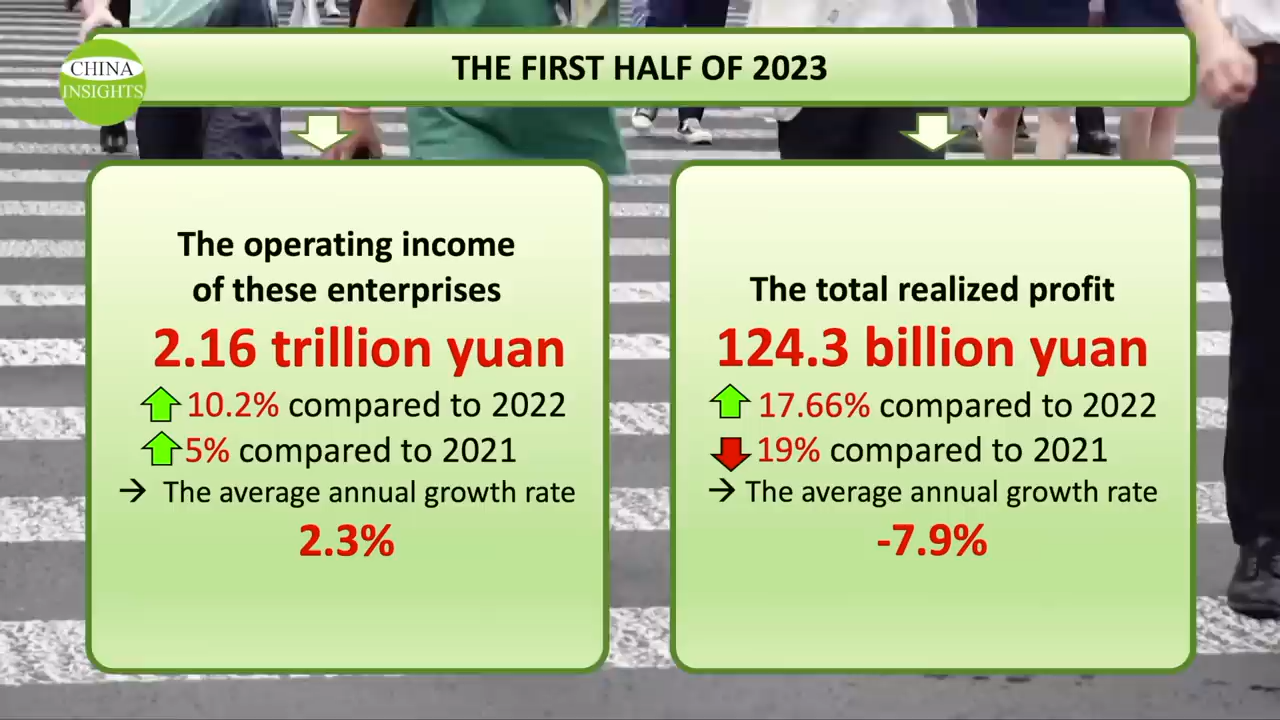 CHINA
INSIGHTS
THE FIRST HALF OF 2023
The operating income
of these enterprises
2.16 trillion yuan
10.2% compared to 2022
5% compared to 2021
→ The average annual growth rate
2.3%
The total realized profit
124.3 billion yuan
17.66% compared to 2022
19% compared to 2021
→ The average annual growth rate
-7.9%